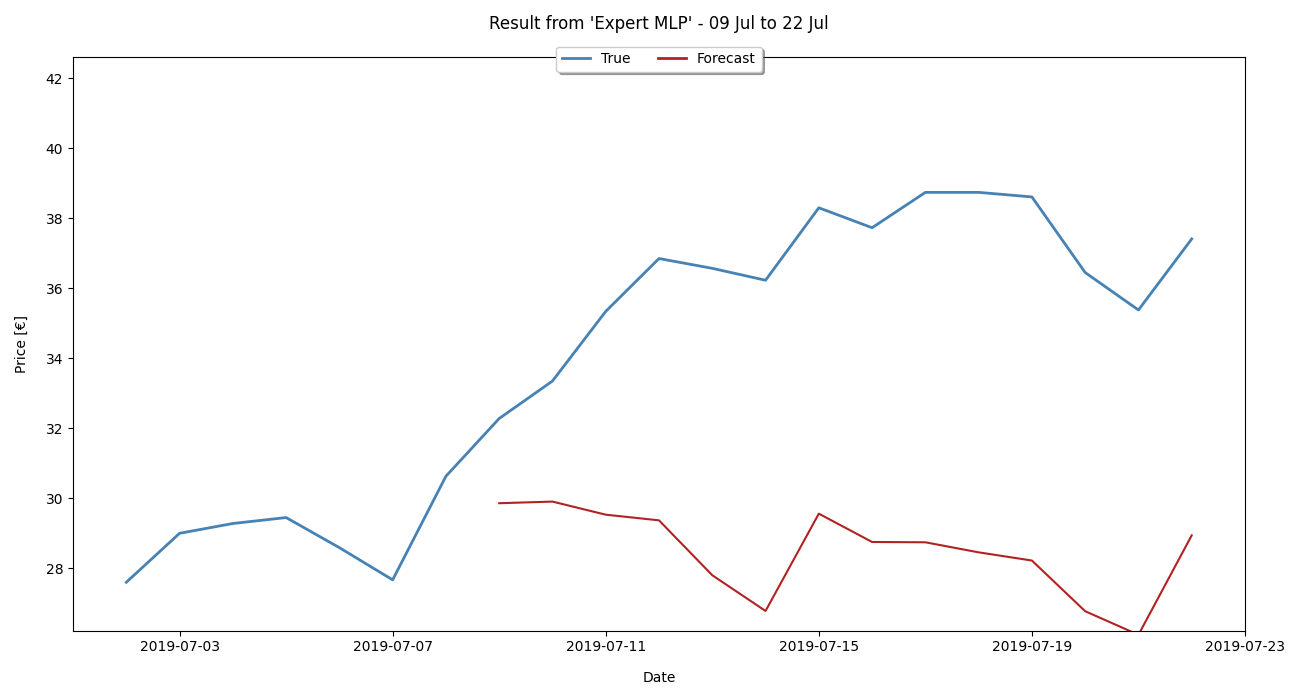 Result from 'Expert MLP' - 09 Jul to 22 Jul
True Forecast
42
40
38
36
34
32
30
28
Price [€]
2019-07-03 2019-07-07 2019-07-11 2019-07-15 2019-07-19 2019-07-23
Date